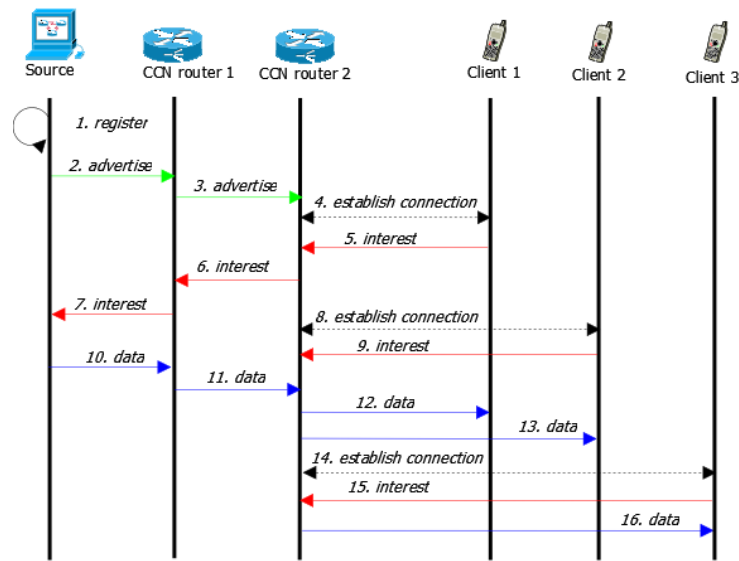 Source
CCN router 1
CCN router 2
Client 1
Client 2
Client 3
1. register
2. advertise
3. advertise
4. establish connection
5. interest
6. interest
7. interest
8. establish connection
9. interest
10. data
11. data
12. data
13. data
14. establish connection
15. interest
16. data